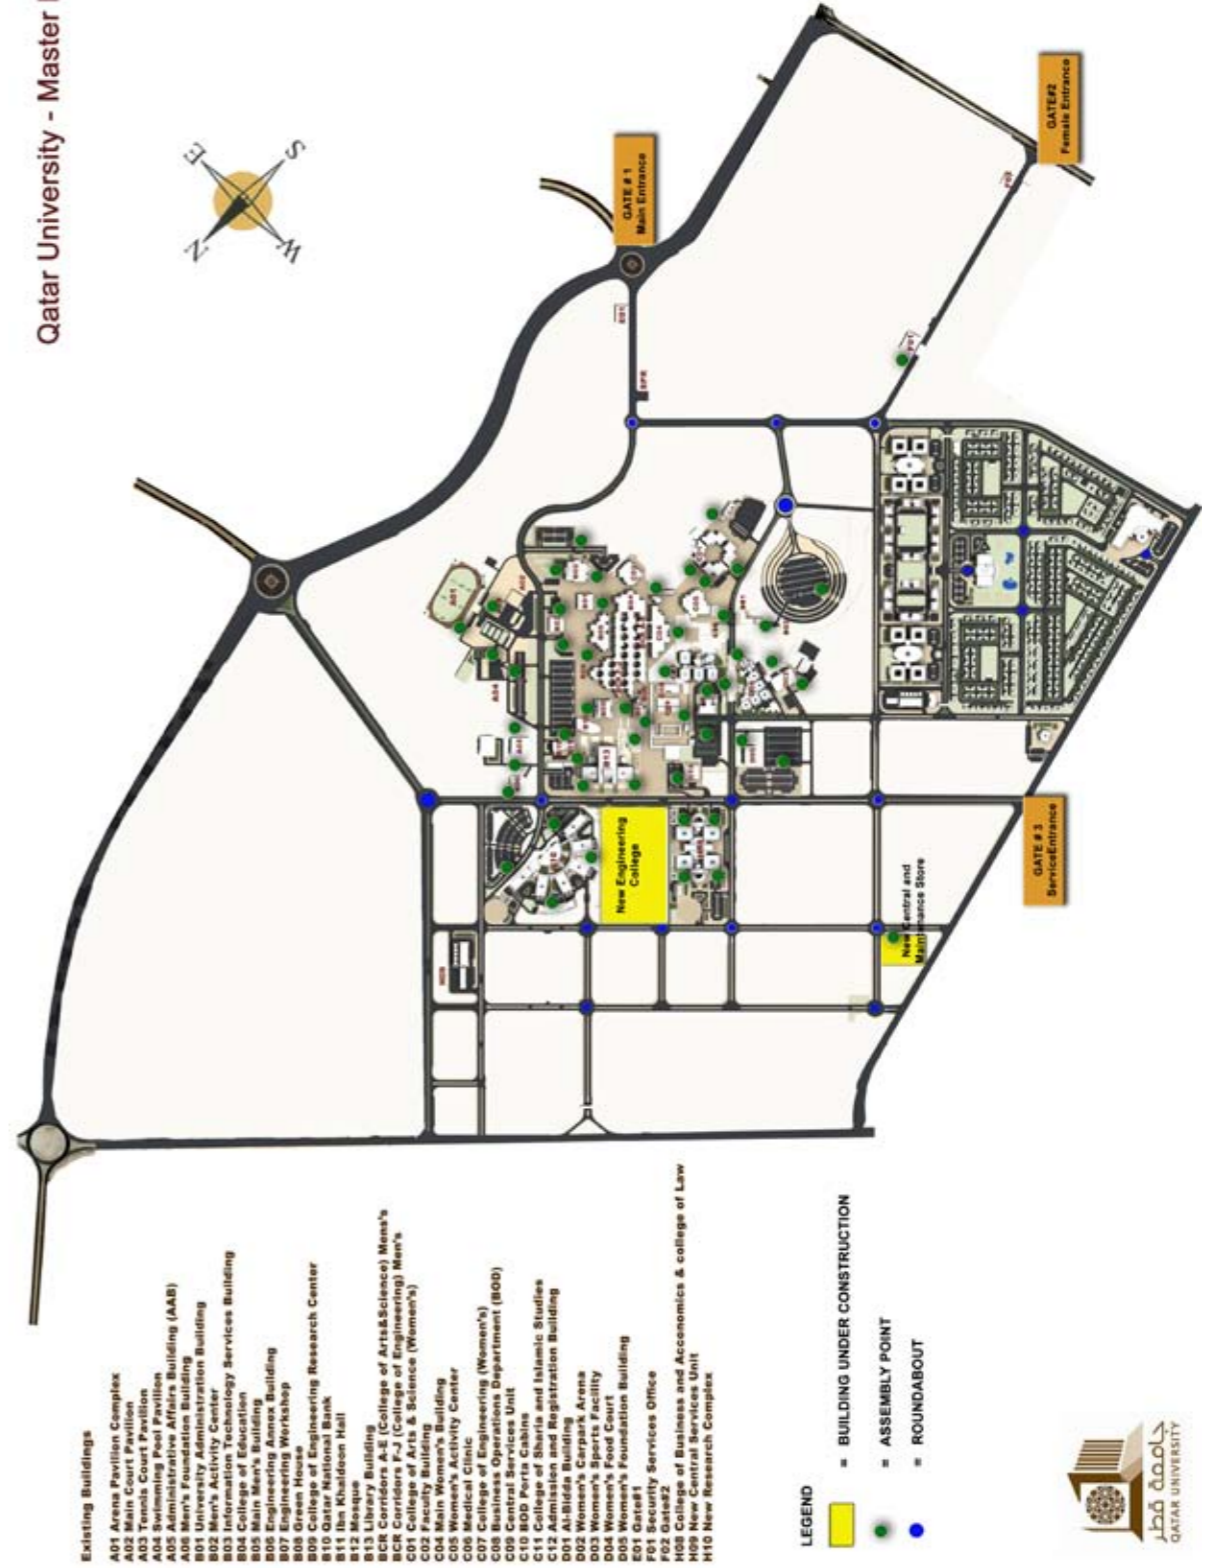 Qatar University - Master
GATE#2
Female Entrance
GATE # 1
Main Entrance
N
E
S
W
E01
F02
F01
A01
A04
B13
New Engineering
College
New Central and
Maintenance Store
GATE # 3
ServiceEntrance
Existing Buildings
A01 Arena Pavilion Complex
A02 Main Court Pavilion
A03 Tennis Court Pavilion
A04 Swimming Pool Pavilion
A05 Administrative Affairs Building (AAB)
A06 Men's Foundation Building
B01 University Administration Building
B02 Men's Activity Center
B03 Information Technology Services Building
B04 College of Education
B05 Main Men's Building
B06 Engineering Annox Building
B07 Engineering Workshop
B08 Green House
B09 College of Engineering Research Center
B10 Qatar National Bank
B11 Ibn Khaldoon Hall
B12 Mosque
B13 Library Building
BCR Corridors A-E (College of Arts&Science) Mens's
BCR Corridors F-J (College of Engineering) Men's
C01 College of Arts & Science (Women's)
C02 Faculty Building
C04 Main Women's Building
C05 Women's Activity Center
C06 Medical Clinic
C07 College of Engineering (Women's)
C08 Business Operations Department (BOD)
C09 Central Services Unit
C10 BOD Porta Cabins
C11 College of Sharia and Islamic Studies
C12 Admission and Registration Building
D01 Al-Bidda Building
D02 Women's Carpark Arena
D03 Women's Sports Facility
D04 Women's Food Court
D05 Women's Foundation Building
E01 Gate#1
F01 Security Services Office
F02 Gate#2
H08 College of Business and Acconomics & college of Law
H09 New Central Services Unit
H10 New Research Complex
LEGEND
= BUILDING UNDER CONSTRUCTION
= ASSEMBLY POINT
= ROUNDABOUT
جامعة قطر
QATAR UNIVERSITY